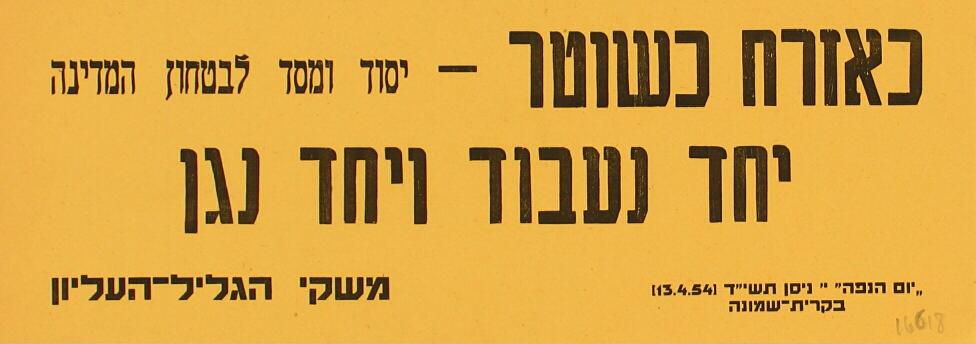 כאזרח כשוטר – יסוד ומסד לבטחון המדינה
יחד נעבוד ויחד נגן
„יום הנפה” י׳ ניסן תשי״ד (13.4.54)
בקרית־שמונה
משקי הגליל־העליון
16618